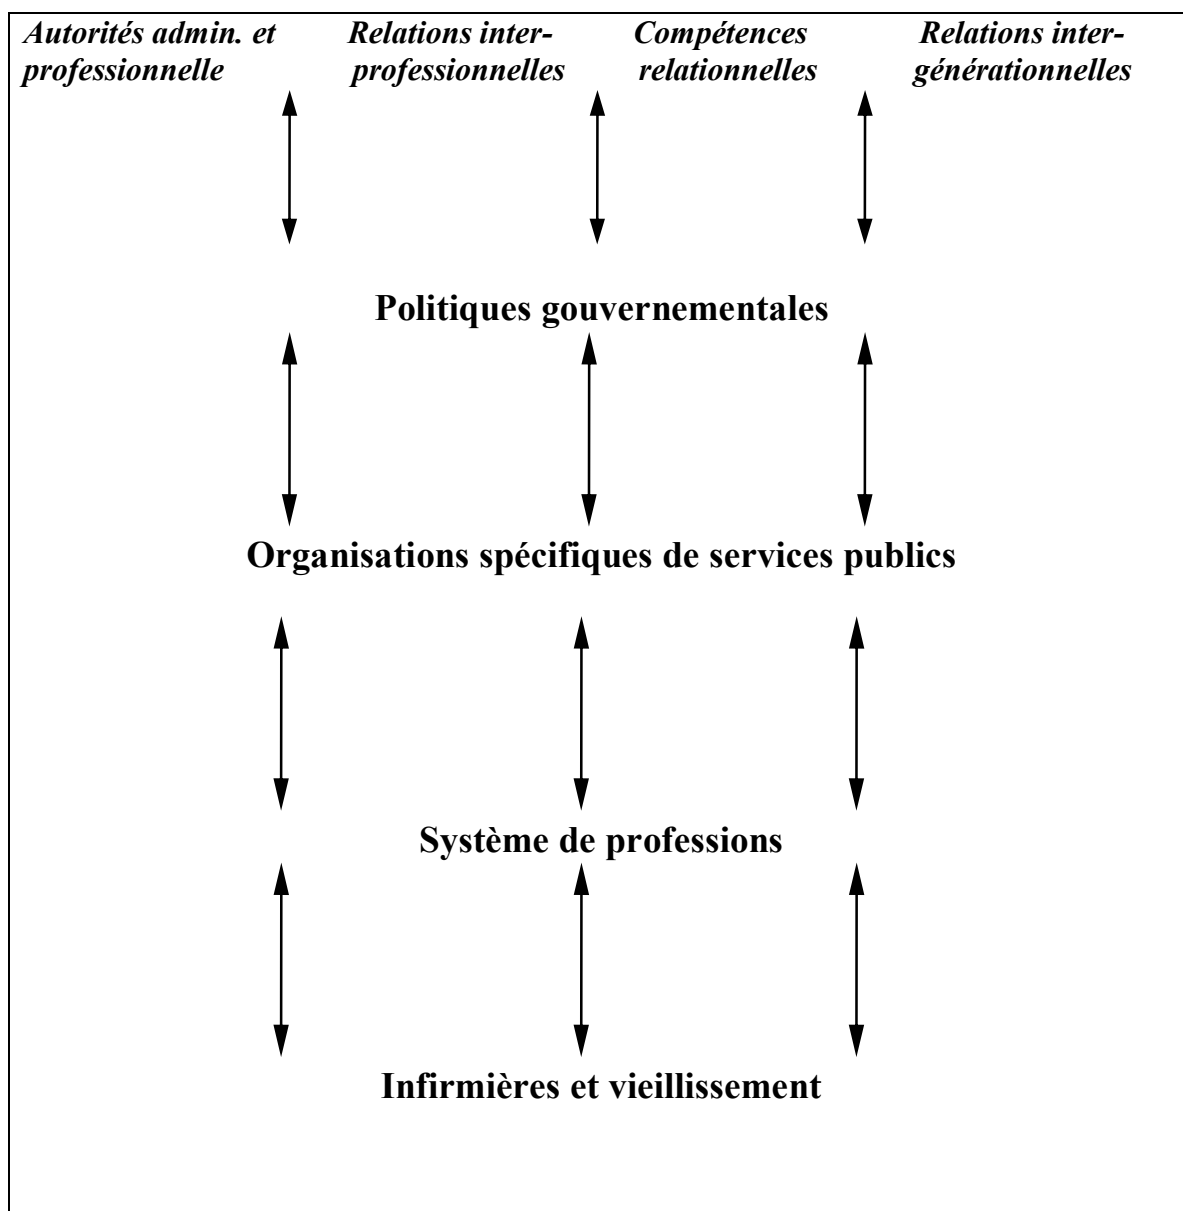 Autorités admin. et Relations inter- Compétences Relations inter-
professionnelle professionnelles relationnelles générationnelles
Politiques gouvernementales
Organisations spécifiques de services publics
Système de professions
Infirmières et vieillissement